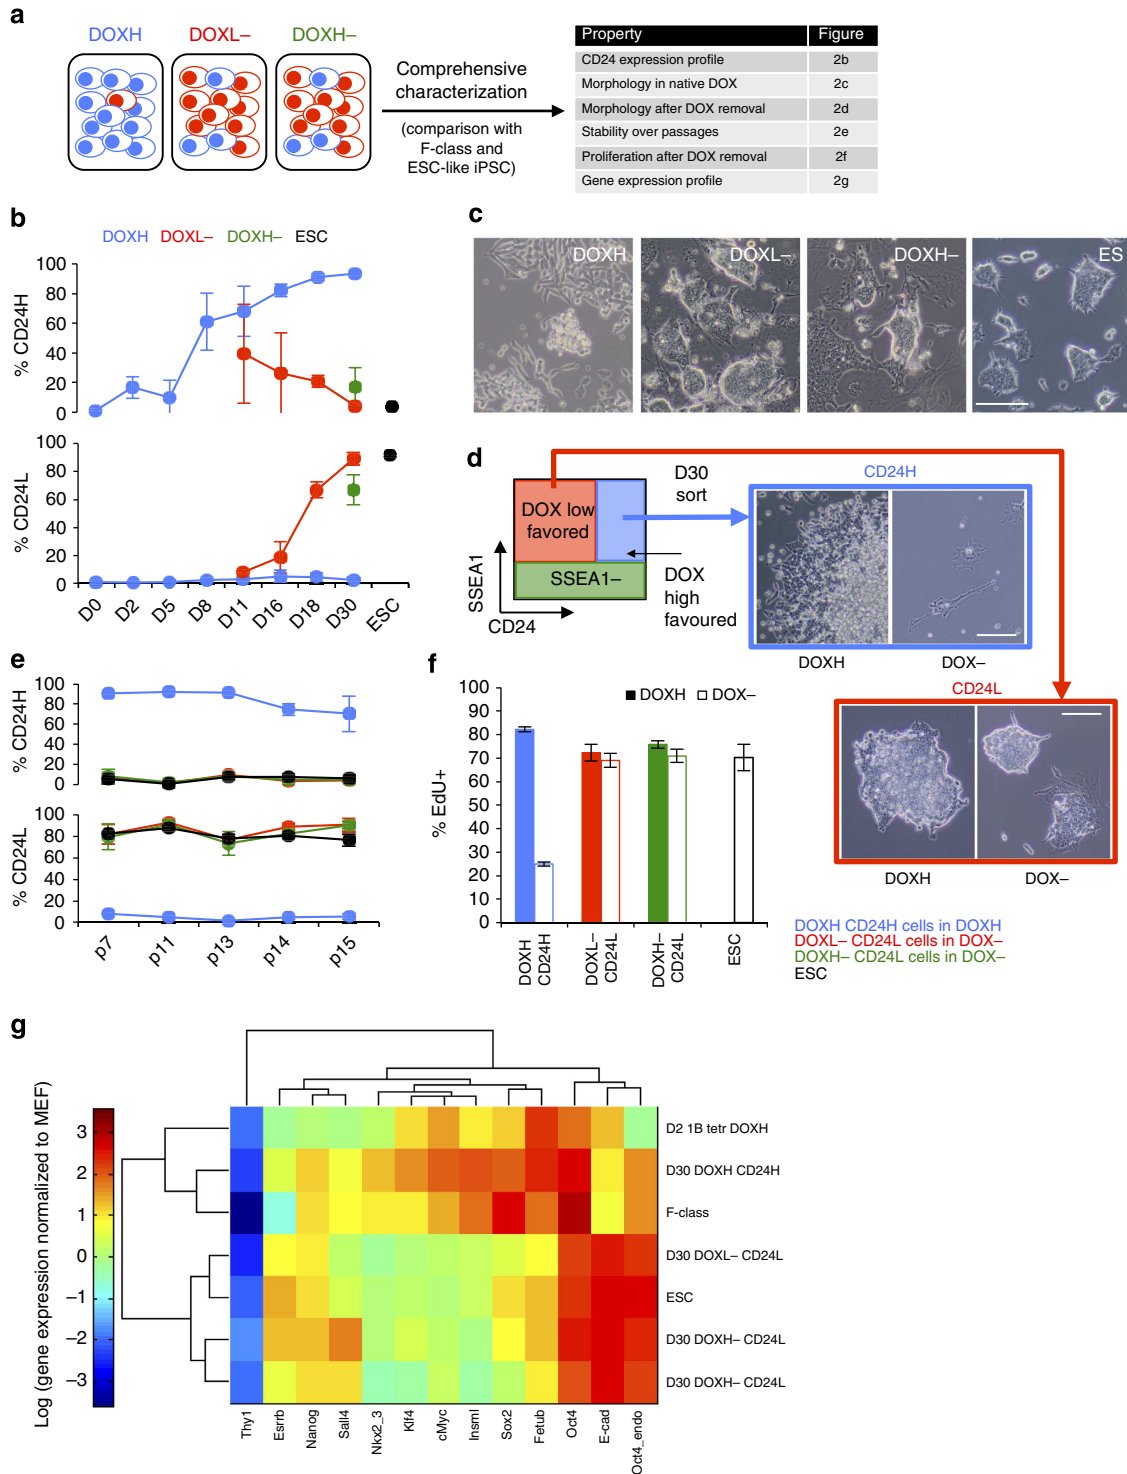 a
DOXH DOXL– DOXH–
Comprehensive
characterization
(comparison with
F-class and
ESC-like iPSC)
Property Figure
CD24 expression profile 2b
Morphology in native DOX 2c
Morphology after DOX removal 2d
Stability over passages 2e
Proliferation after DOX removal 2f
Gene expression profile 2g
b
DOXH DOXL– DOXH– ESC
% CD24H
100
80
60
40
20
0
% CD24L
100
80
60
40
20
0
D0 D2 D5 D8 D11 D16 D18 D30 ESC
c
DOXH DOXL– DOXH– ES
d
DOX low
favored
SSEA1–
SSEA1
CD24
D30
sort
DOX
high
favoured
CD24H
DOXH DOX–
CD24L
DOXH DOX–
e
% CD24H
100
80
60
40
20
0
% CD24L
100
80
60
40
20
0
p7 p11 p13 p14 p15
f
DOXH DOX–
% EdU+
100
90
80
70
60
50
40
30
20
10
0
DOXH
CD24H
DOXL–
CD24L
DOXH–
CD24L
ESC
DOXH CD24H cells in DOXH
DOXL– CD24L cells in DOX–
DOXH– CD24L cells in DOX–
ESC
g
Log (gene expression normalized to MEF)
3
2
1
0
–1
–2
–3
D2 1B tetr DOXH
D30 DOXH CD24H
F-class
D30 DOXL– CD24L
ESC
D30 DOXH– CD24L
D30 DOXH– CD24L
Thy1 Esrrb Nanog Sall4 Nkx2_3 Klf4 cMyc Insml Sox2 Fetub Oct4 E-cad Oct4_endo